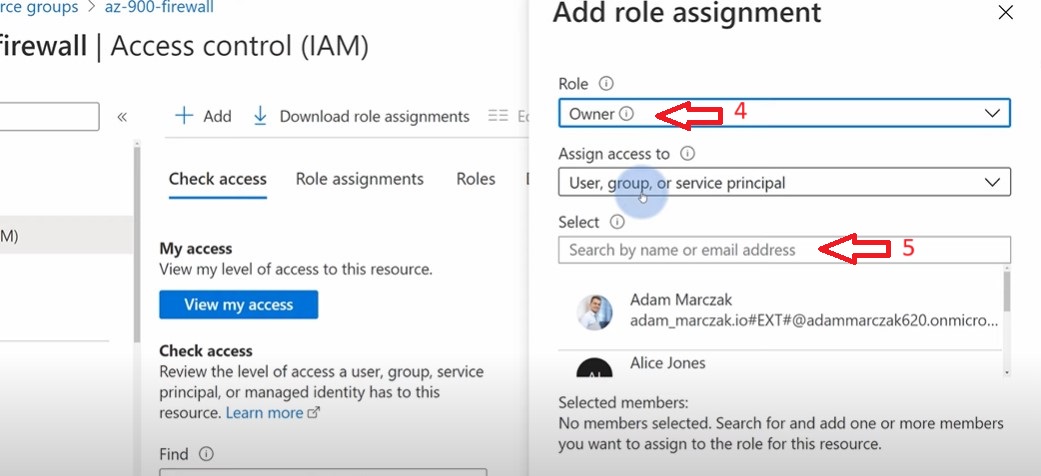 rce groups > az-900-firewall
firewall | Access control (IAM)
«
+ Add
Download role assignments
Check access
Role assignments
Roles
M)
My access
View my level of access to this resource.
View my access
Check access
Review the level of access a user, group, service
principal, or managed identity has to this
resource. Learn more
Find
Add role assignment
Role
Owner
4
Assign access to
User, group, or service principal
Select
Search by name or email address
5
Adam Marczak
adam_marczak.io#EXT#@adammarczak620.onmicro...
Alice Jones
Selected members:
No members selected. Search for and add one or more members
you want to assign to the role for this resource.